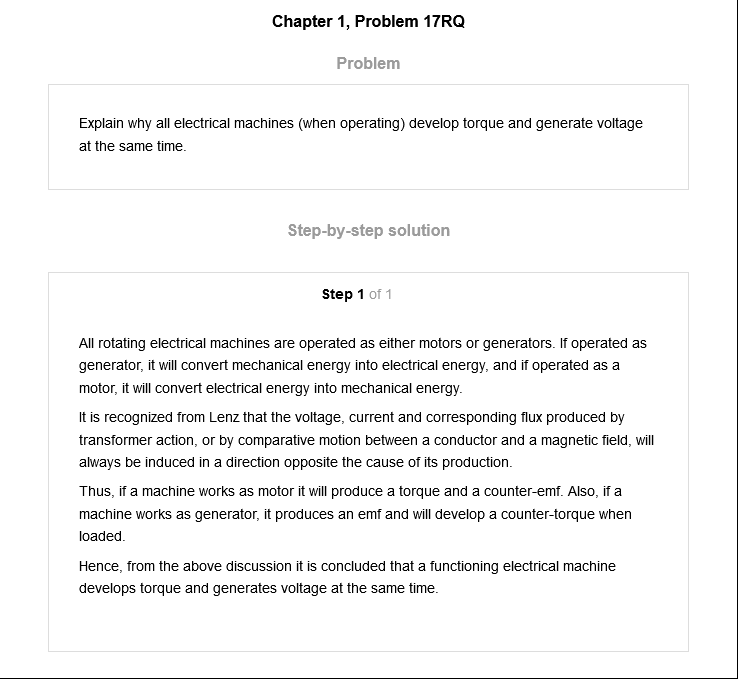 Chapter 1, Problem 17RQ
Problem
Explain why all electrical machines (when operating) develop torque and generate voltage
at the same time.
Step-by-step solution
Step 1 of 1
All rotating electrical machines are operated as either motors or generators. If operated as
generator, it will convert mechanical energy into electrical energy, and if operated as a
motor, it will convert electrical energy into mechanical energy.
It is recognized from Lenz that the voltage, current and corresponding flux produced by
transformer action, or by comparative motion between a conductor and a magnetic field, will
always be induced in a direction opposite the cause of its production.
Thus, if a machine works as motor it will produce a torque and a counter-emf. Also, if a
machine works as generator, it produces an emf and will develop a counter-torque when
loaded.
Hence, from the above discussion it is concluded that a functioning electrical machine
develops torque and generates voltage at the same time.